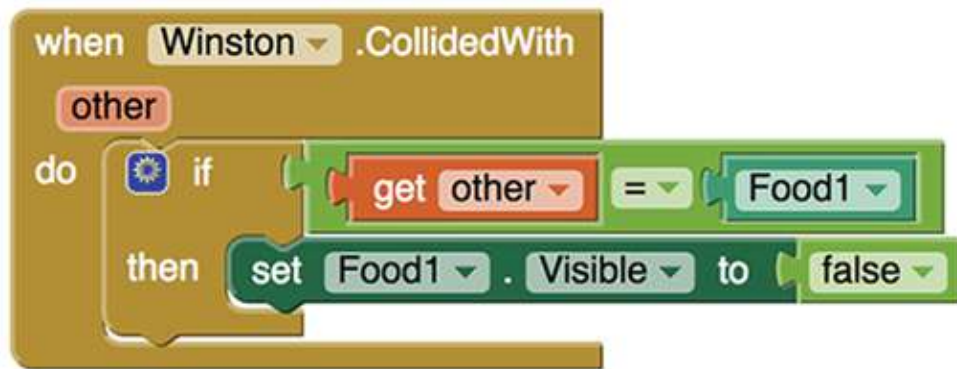 when Winston .CollidedWith
other
do if get other = Food1
then set Food1 . Visible to false